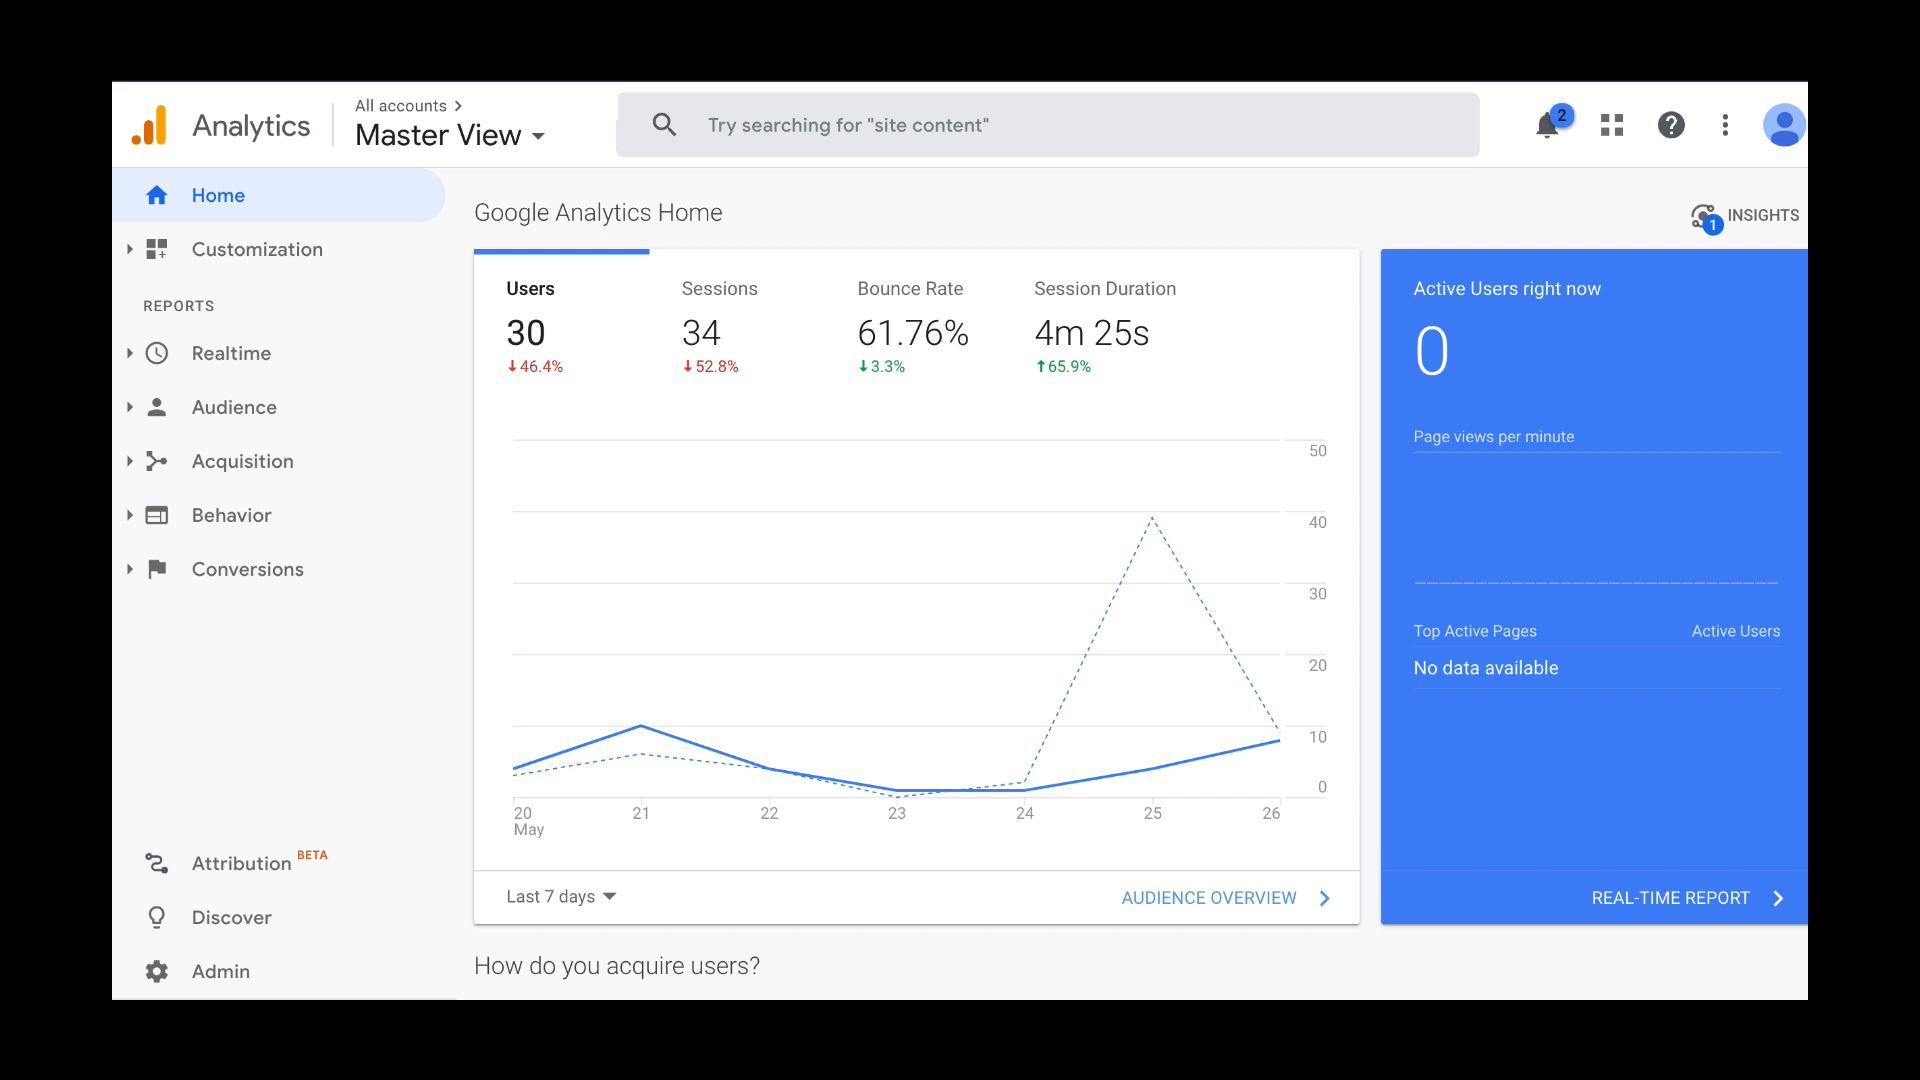 Analytics
All accounts >
Master View
Try searching for "site content"
2
Home
Customization
REPORTS
Realtime
Audience
Acquisition
Behavior
Conversions
Attribution BETA
Discover
Admin
Google Analytics Home
1
INSIGHTS
Users
30
↓46.4%
Sessions
34
↓52.8%
Bounce Rate
61.76%
↓3.3%
Session Duration
4m 25s
↑65.9%
50
40
30
20
10
0
20 21 22 23 24 25 26
May
Last 7 days
AUDIENCE OVERVIEW >
Active Users right now
0
Page views per minute
Top Active Pages Active Users
No data available
REAL-TIME REPORT >
How do you acquire users?